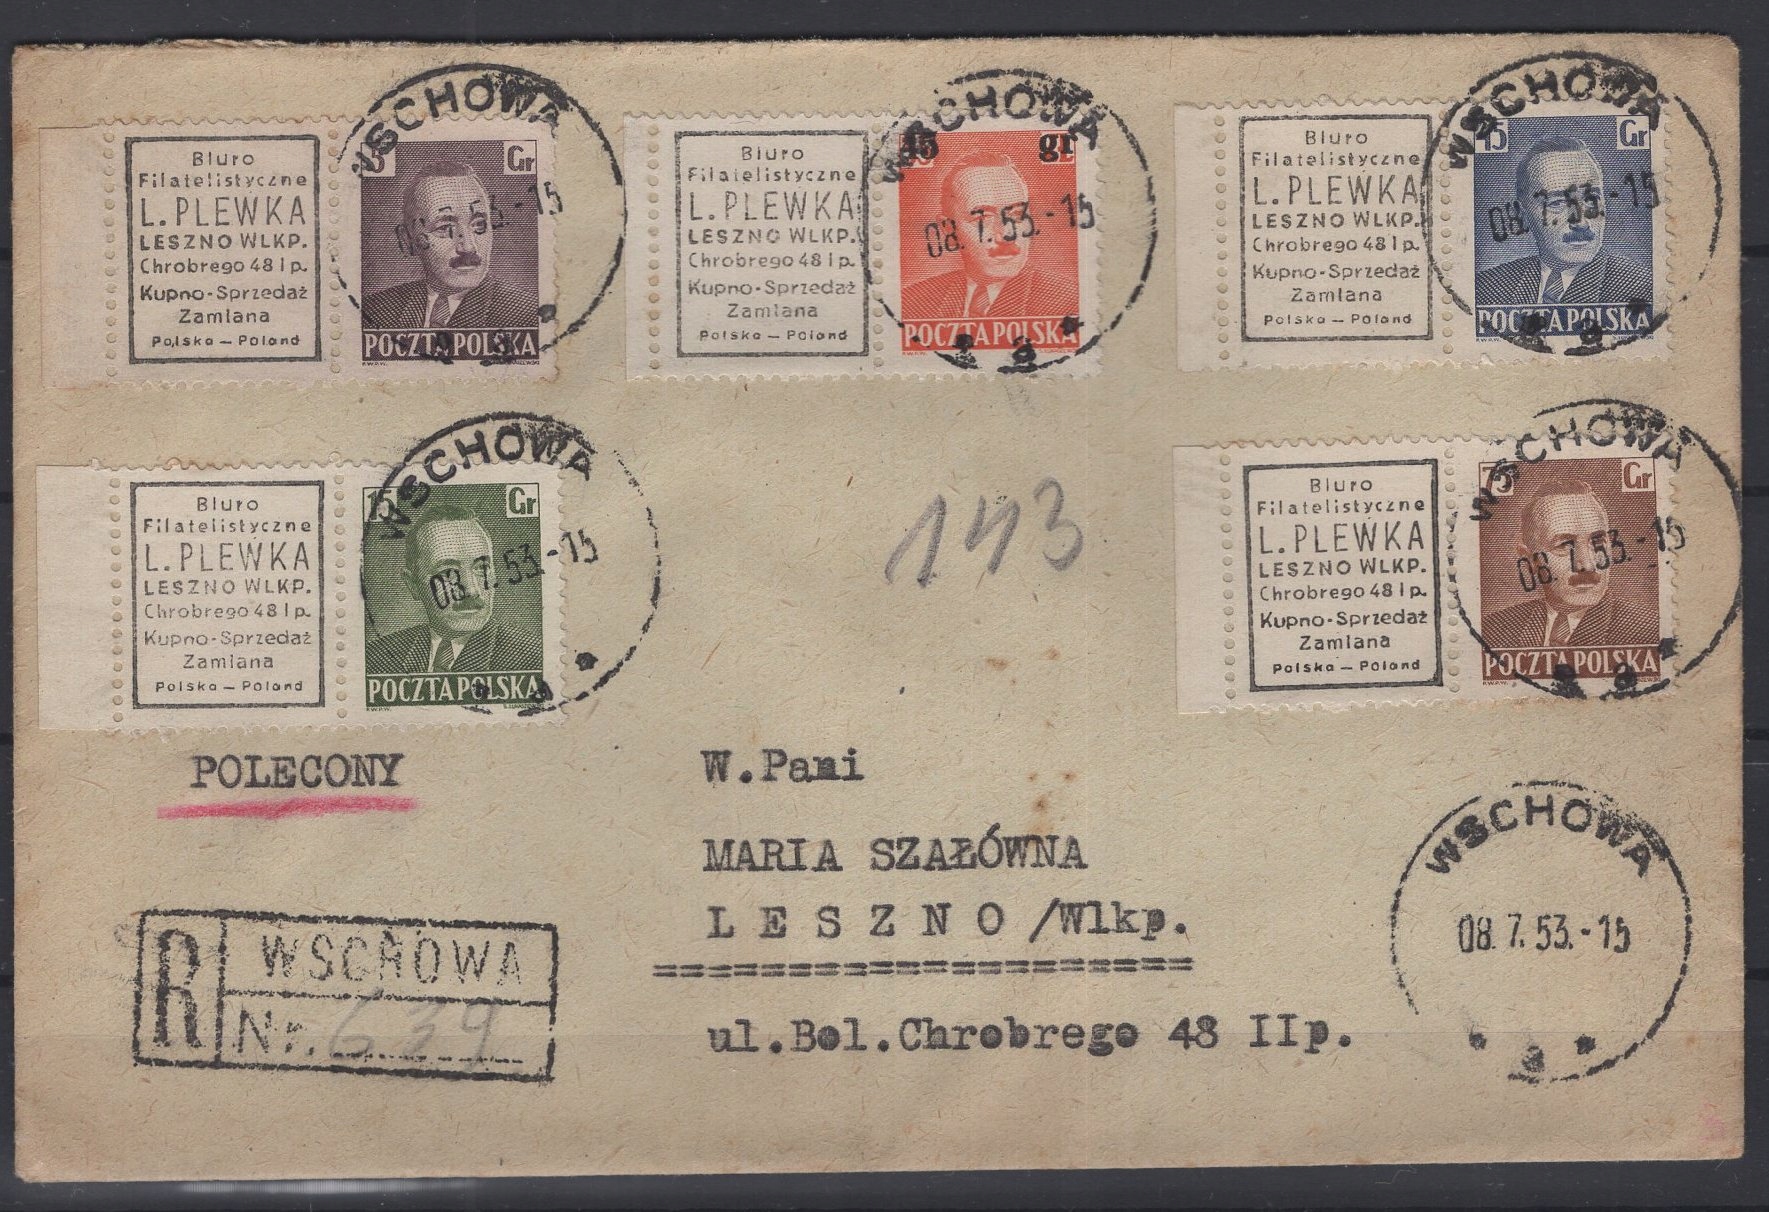 Biuro
Filatelistyczne
L. PLEWKA
LESZNO WLKP.
Chrobrego 48 I p.
Kupno-Sprzedaż
Zamiana
Polska – Poland
5 Gr
POCZTA POLSKA
WSCHOWA
08. 7. 53.-15
a
Biuro
Filatelistyczne
L. PLEWKA
LESZNO WLKP.
Chrobrego 48 I p.
Kupno-Sprzedaż
Zamiana
Polska – Poland
45 gr
POCZTA POLSKA
WSCHOWA
08. 7. 53.-15
a
Biuro
Filatelistyczne
L. PLEWKA
LESZNO WLKP.
Chrobrego 48 I p.
Kupno-Sprzedaż
Zamiana
Polska – Poland
45 Gr
POCZTA POLSKA
WSCHOWA
08. 7. 53.-15
a
Biuro
Filatelistyczne
L. PLEWKA
LESZNO WLKP.
Chrobrego 48 I p.
Kupno-Sprzedaż
Zamiana
Polska – Poland
15 Gr
POCZTA POLSKA
WSCHOWA
08. 7. 53.-15
a
143
Biuro
Filatelistyczne
L. PLEWKA
LESZNO WLKP.
Chrobrego 48 I p.
Kupno-Sprzedaż
Zamiana
Polska – Poland
75 Gr
POCZTA POLSKA
WSCHOWA
08. 7. 53.-15
a
POLECONY
W.Pani
MARIA SZAŁÓWNA
L E S Z N O /Wlkp.
ul.Bol.Chrobrego 48 IIp.
R WSCHOWA
Nr. 639
WSCHOWA
08. 7. 53.-15
a